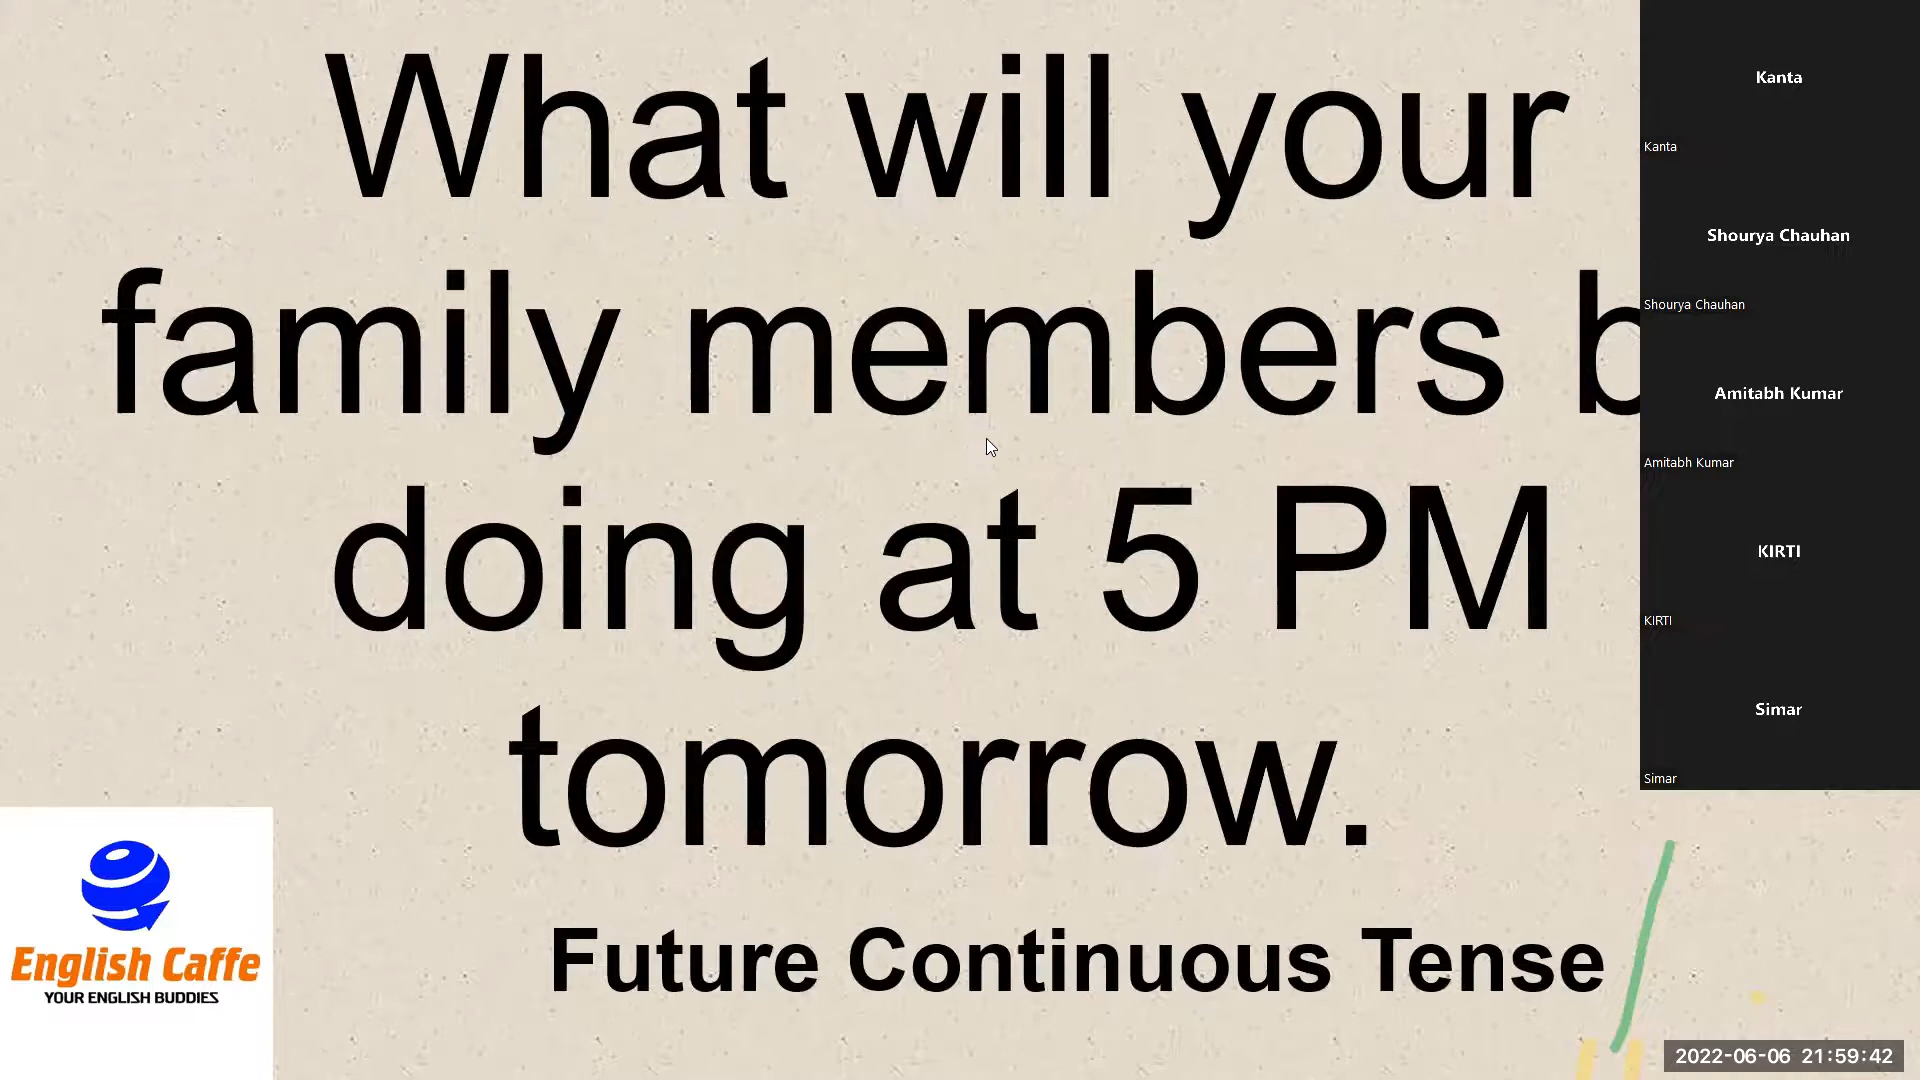 What will your
family members b
doing at 5 PM
tomorrow.
Future Continuous Tense
English Caffe
YOUR ENGLISH BUDDIES
Kanta
Kanta
Shourya Chauhan
Shourya Chauhan
Amitabh Kumar
Amitabh Kumar
KIRTI
KIRTI
Simar
Simar
2022-06-06 21:59:42